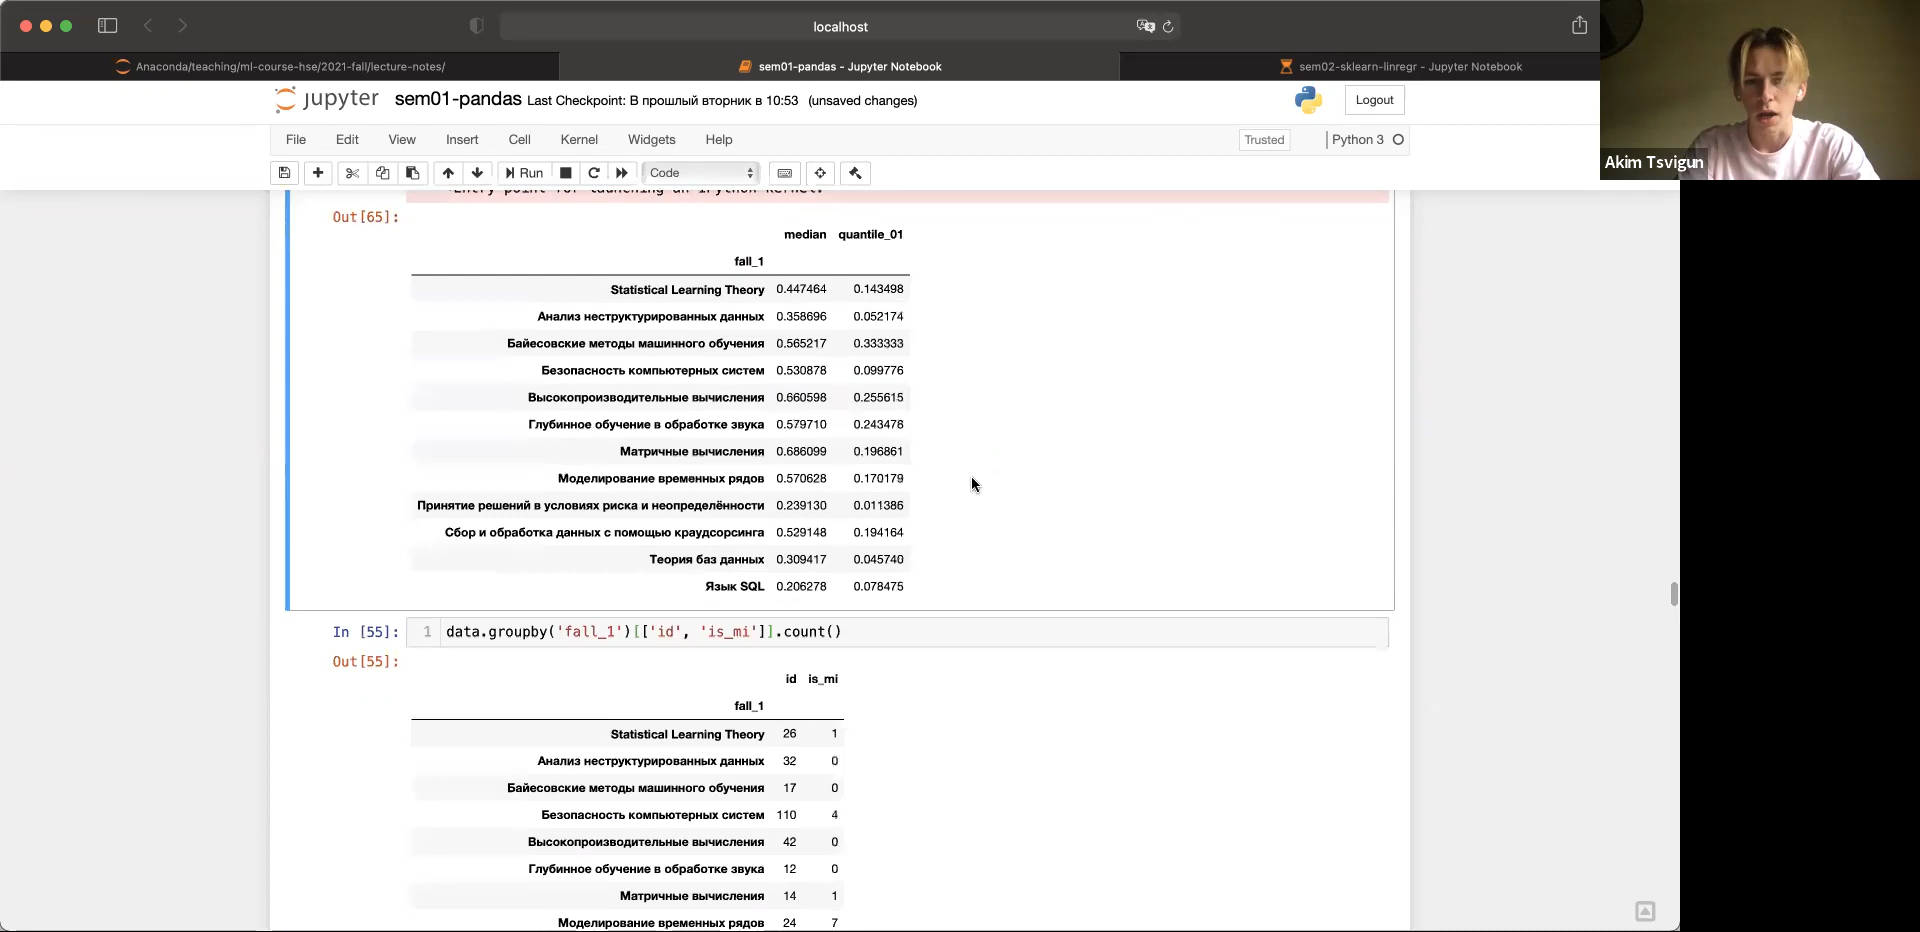 localhost
Anaconda/teaching/ml-course-hse/2021-fall/lecture-notes/
sem01-pandas - Jupyter Notebook
sem02-sklearn-linregr - Jupyter Notebook
jupyter sem01-pandas Last Checkpoint: В прошлый вторник в 10:53 (unsaved changes)
Logout
File Edit View Insert Cell Kernel Widgets Help
Trusted
Python 3
Run
Code
Akim Tsvigun
"Entry point for launching an IPython kernel.
Out[65]:
median quantile_01
fall_1
Statistical Learning Theory 0.447464 0.143498
Анализ неструктурированных данных 0.358696 0.052174
Байесовские методы машинного обучения 0.565217 0.333333
Безопасность компьютерных систем 0.530878 0.099776
Высокопроизводительные вычисления 0.660598 0.255615
Глубинное обучение в обработке звука 0.579710 0.243478
Матричные вычисления 0.686099 0.196861
Моделирование временных рядов 0.570628 0.170179
Принятие решений в условиях риска и неопределённости 0.239130 0.011386
Сбор и обработка данных с помощью краудсорсинга 0.529148 0.194164
Теория баз данных 0.309417 0.045740
Язык SQL 0.206278 0.078475
In [55]: 1 data.groupby('fall_1')[['id', 'is_mi']].count()
Out[55]:
id is_mi
fall_1
Statistical Learning Theory 26 1
Анализ неструктурированных данных 32 0
Байесовские методы машинного обучения 17 0
Безопасность компьютерных систем 110 4
Высокопроизводительные вычисления 42 0
Глубинное обучение в обработке звука 12 0
Матричные вычисления 14 1
Моделирование временных рядов 24 7